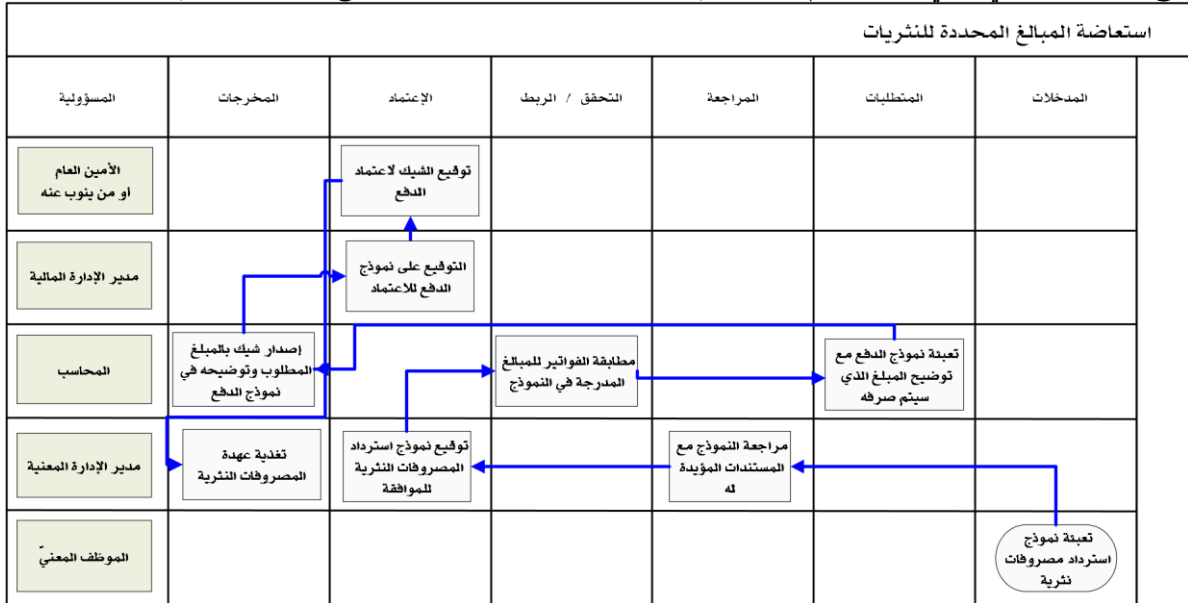 استعاضة المبالغ المحددة للنثريات
المدخلات
المتطلبات
المراجعة
التحقق / الربط
الإعتماد
المخرجات
المسؤولية
توقيع الشيك لاعتماد
الدفع
الأمين العام
او من ينوب عنه
التوقيع على نموذج
الدفع للاعتماد
مدير الإدارة المالية
تعبئة نموذج الدفع مع
توضيح المبلغ الذي
سيتم صرفه
مطابقة الفواتير للمبالغ
المدرجة في النموذج
إصدار شيك بالمبلغ
المطلوب وتوضيحه في
نموذج الدفع
المحاسب
مراجعة النموذج مع
المستندات المؤيدة
له
توقيع نموذج استرداد
المصروفات النثرية
للموافقة
تغذية عهدة
المصروفات النثرية
مدير الإدارة المعنية
تعبئة نموذج
استرداد مصروفات
نثرية
الموظف المعنيّ